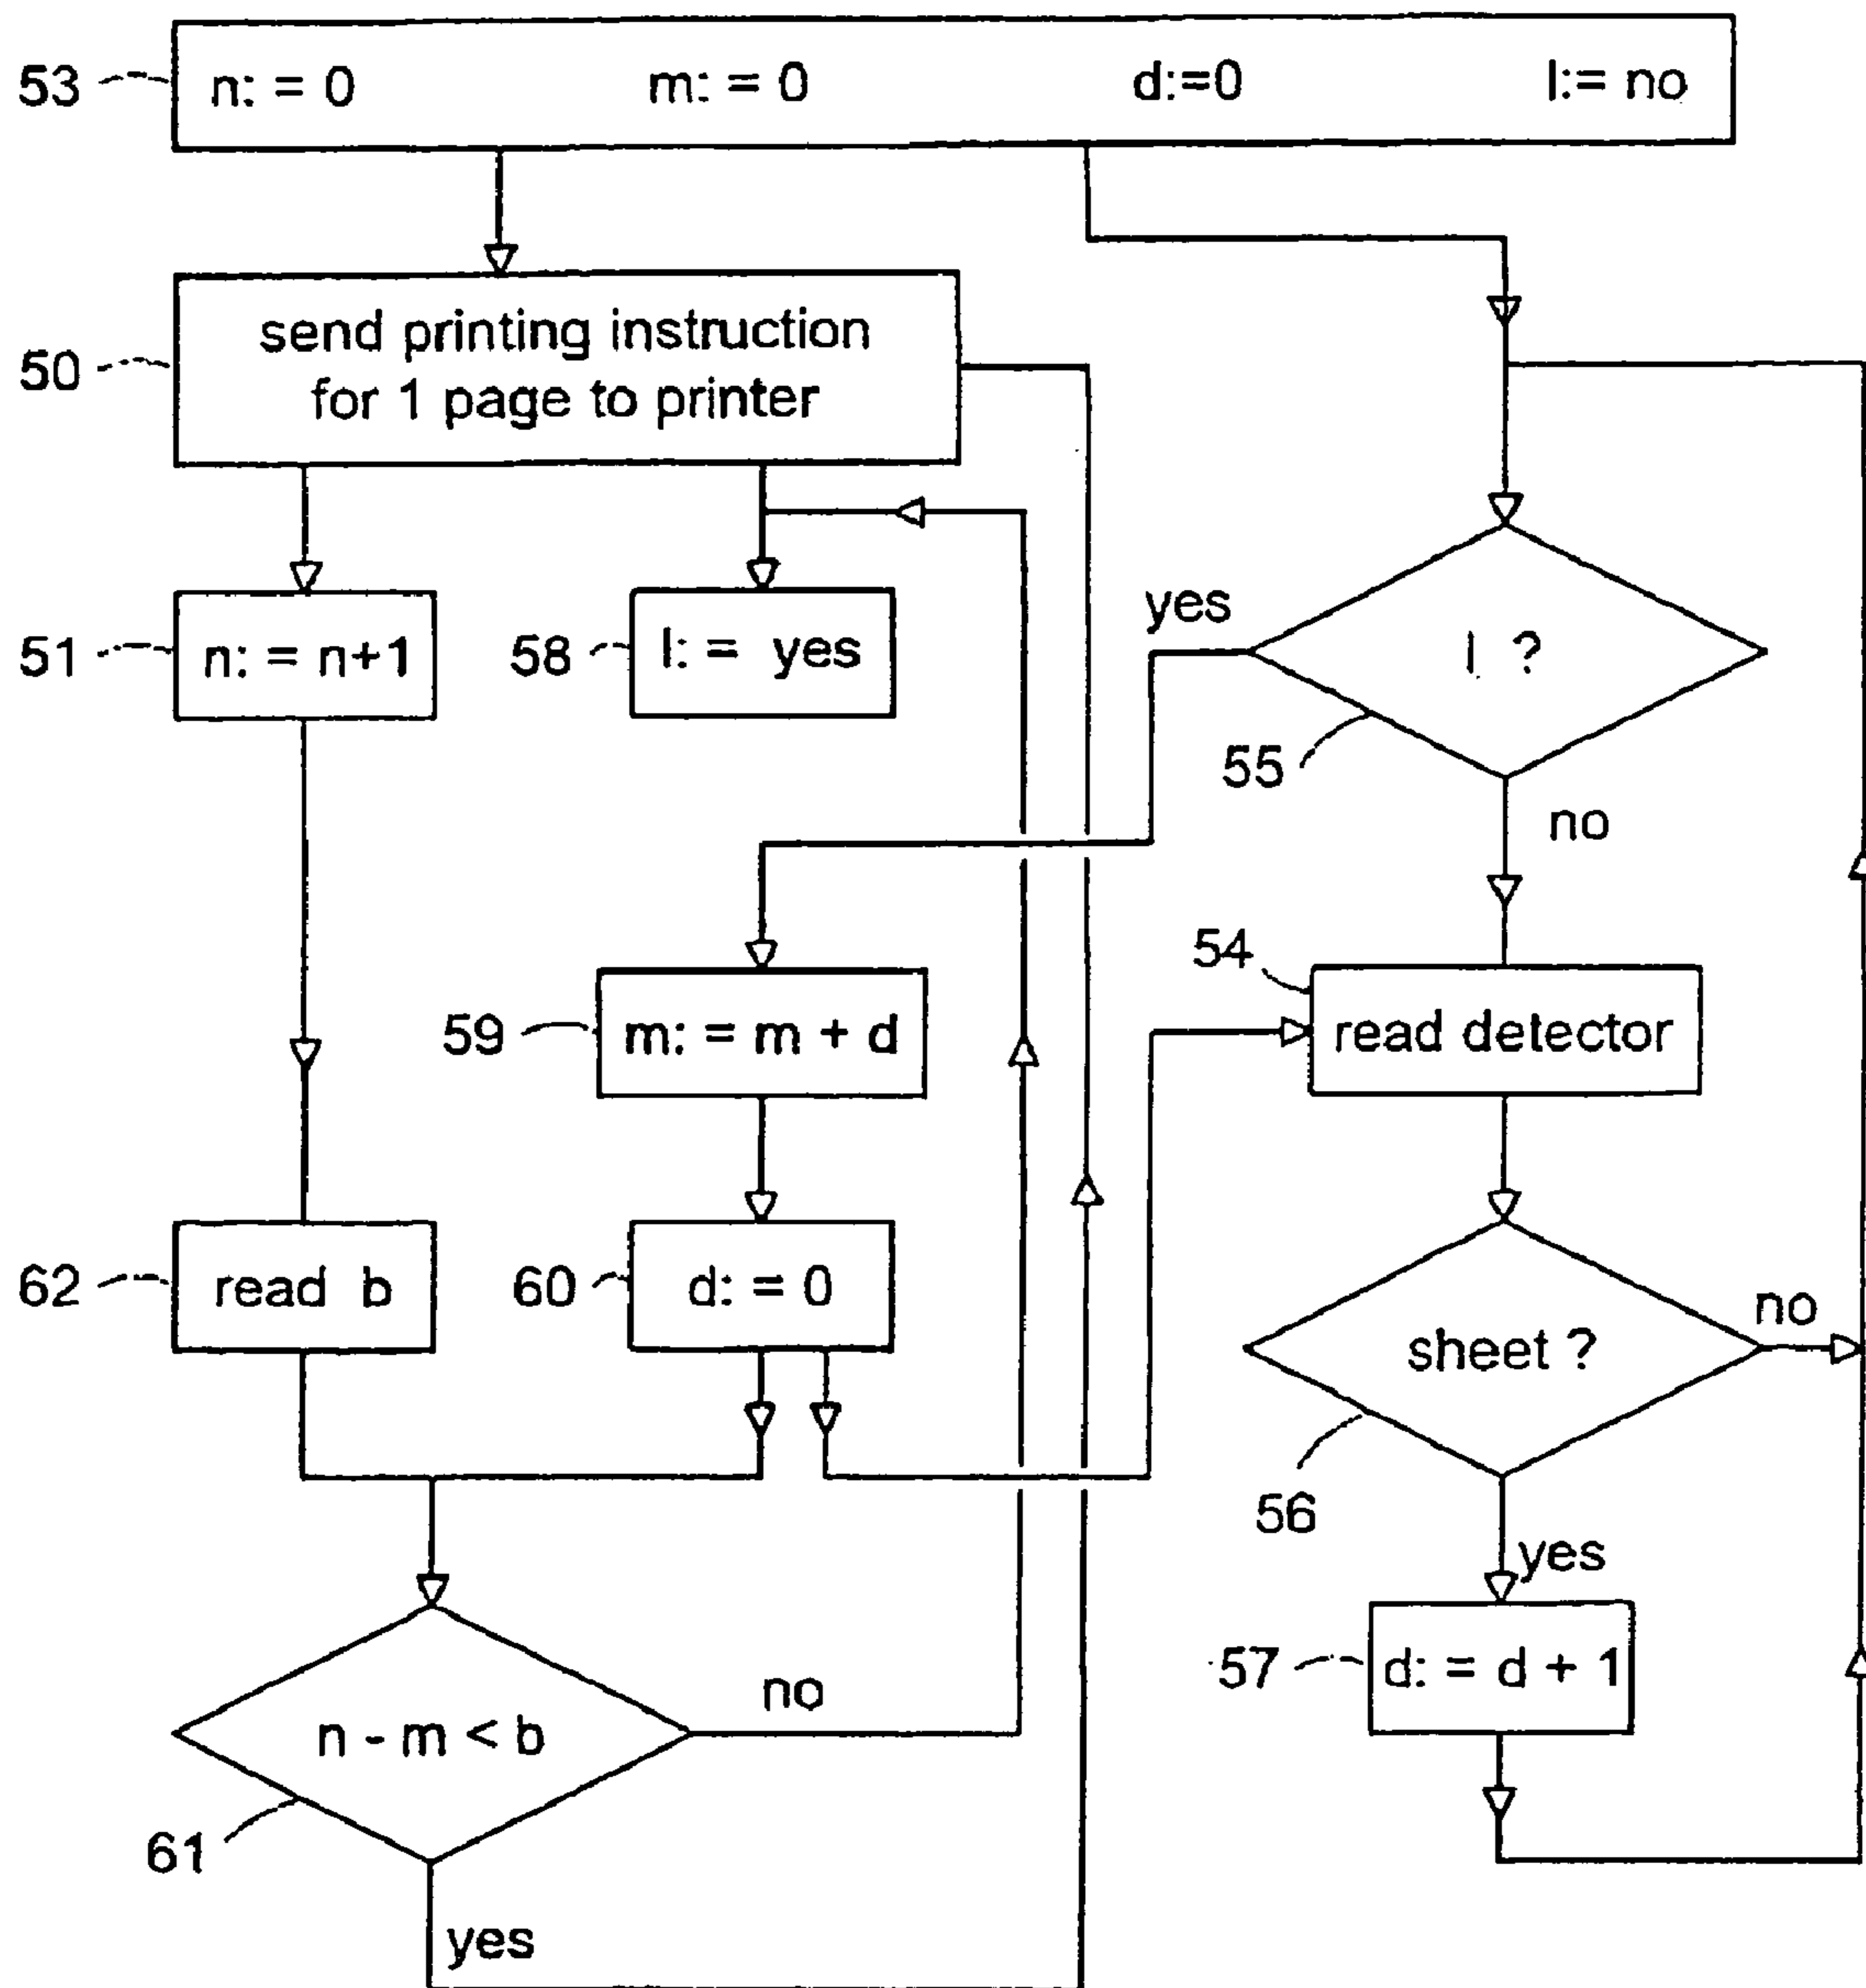 53 n: = 0 m: = 0 d:=0 l:= no
send printing instruction
50 for 1 page to printer
51 n: = n+1
58 l: = yes
yes
l ?
55
no
59 m: = m + d
54
read detector
62 read b
60 d: = 0
sheet ?
no
56
yes
57 d: = d + 1
n - m < b
no
61
yes